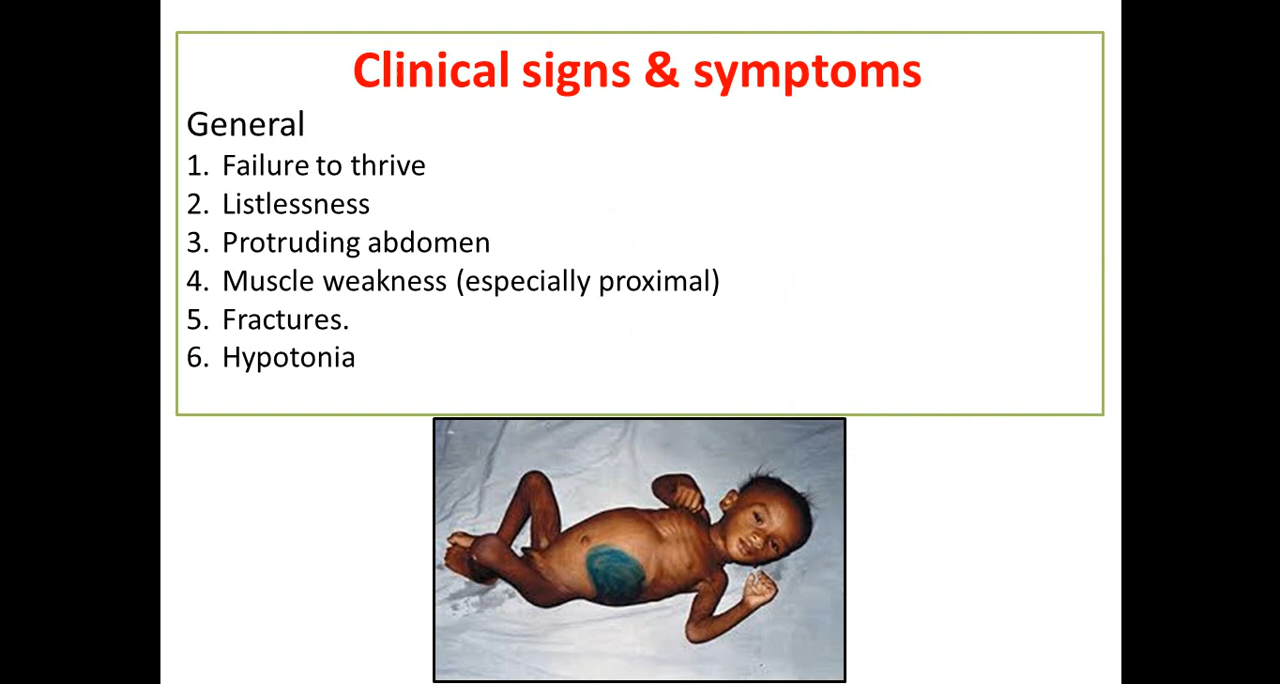 Clinical signs & symptoms
General
1. Failure to thrive
2. Listlessness
3. Protruding abdomen
4. Muscle weakness (especially proximal)
5. Fractures.
6. Hypotonia